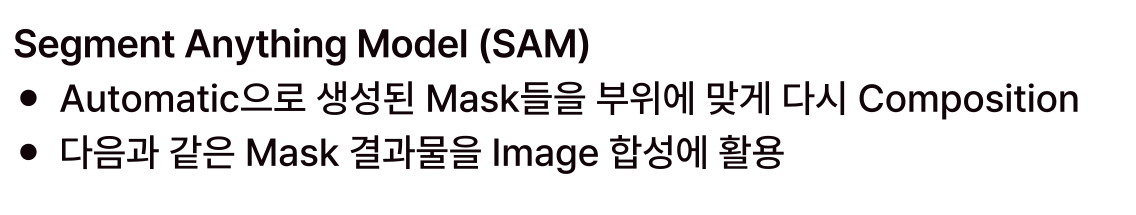 Segment Anything Model (SAM)
• Automatic으로 생성된 Mask들을 부위에 맞게 다시 Composition
• 다음과 같은 Mask 결과물을 Image 합성에 활용